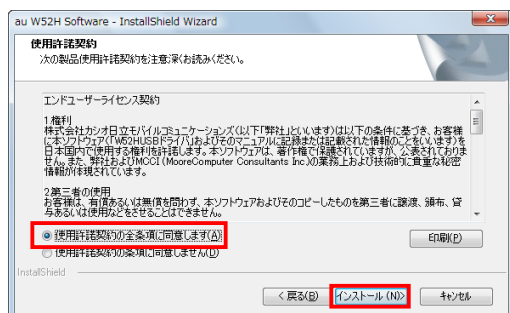 au W52H Software - InstallShield Wizard
使用許諾契約
次の製品使用許諾契約を注意深くお読みください。
エンドユーザーライセンス契約
1.権利
株式会社カシオ日立モバイルコミュニケーションズ(以下「弊社」といいます)は以下の条件に基づき、お客様
に本ソフトウェア(「W52HUSBドライバ」およびそのマニュアルに記録または記載された情報のことをいいます)を
日本国内で使用する権利を許諾します。本ソフトウェアは、著作権で保護されていますが、公表されておりま
せん。また、弊社およびMCCI (MooreComputer Consultants Inc.)の業務上および技術的に貴重な秘密
情報が体現されています。
2第三者の使用
お客様は、有償あるいは無償を問わず、本ソフトウェアおよびそのコピーしたものを第三者に譲渡、頒布、貸
与あるいは使用などをさせることはできません。
使用許諾契約の全条項に同意します(A)
使用許諾契約の条項に同意しません(D)
印刷(P)
InstallShield
< 戻る(B)
インストール (N)>
キャンセル